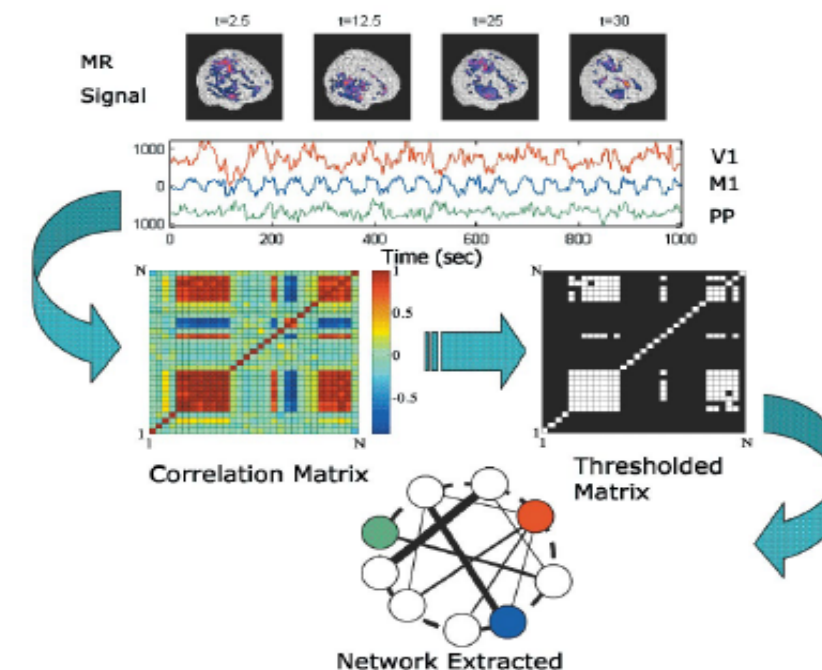 t=2.5 t=12.5 t=25 t=30
MR
Signal
1000
0
1000
V1
M1
PP
0 200 400 600 800 1000
Time (sec)
N
1
1 N
1
0.5
0
-0.5
N
1
1 N
Correlation Matrix
Thresholded
Matrix
Network Extracted